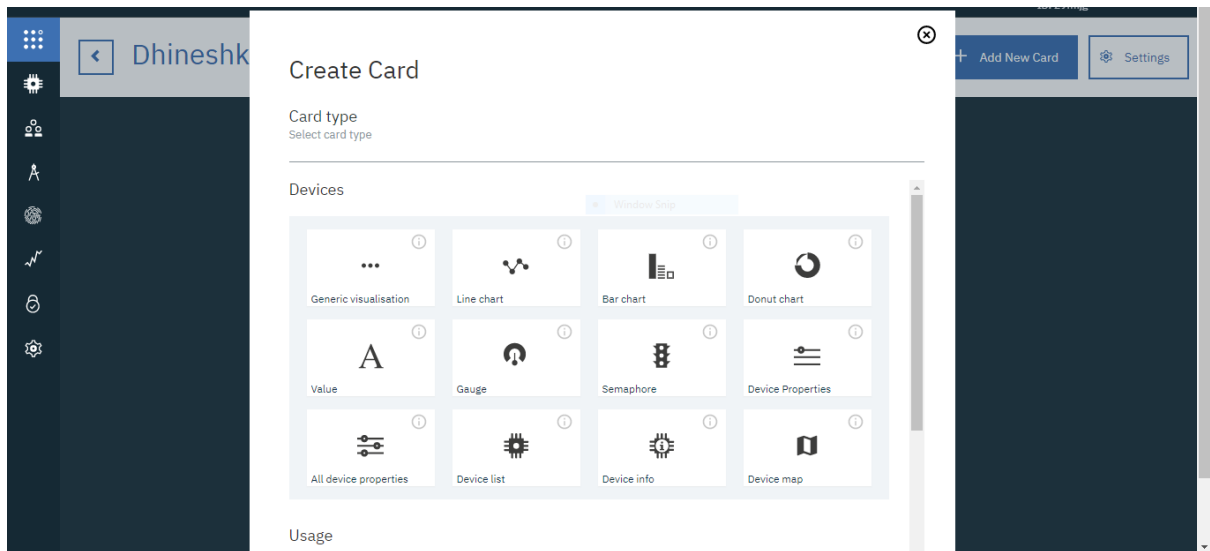 Dhineshk
Add New Card
Settings
Create Card
Card type
Select card type
Devices
Window Snip
Generic visualisation
Line chart
Bar chart
Donut chart
A
Value
Gauge
Semaphore
Device Properties
All device properties
Device list
Device info
Device map
Usage